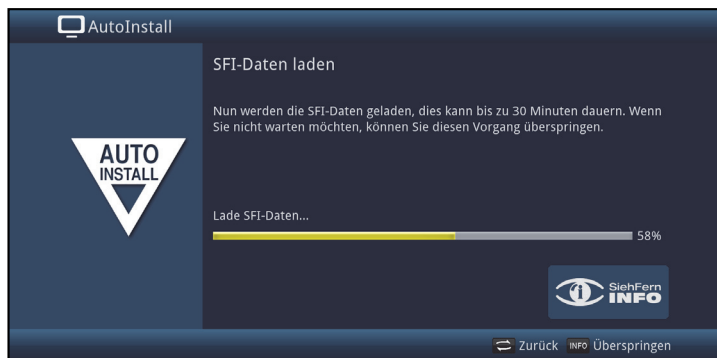 AutoInstall
SFI-Daten laden
Nun werden die SFI-Daten geladen, dies kann bis zu 30 Minuten dauern. Wenn
Sie nicht warten möchten, können Sie diesen Vorgang überspringen.
AUTO
INSTALL
Lade SFI-Daten...
58%
SiehFern
INFO
Zurück INFO Überspringen